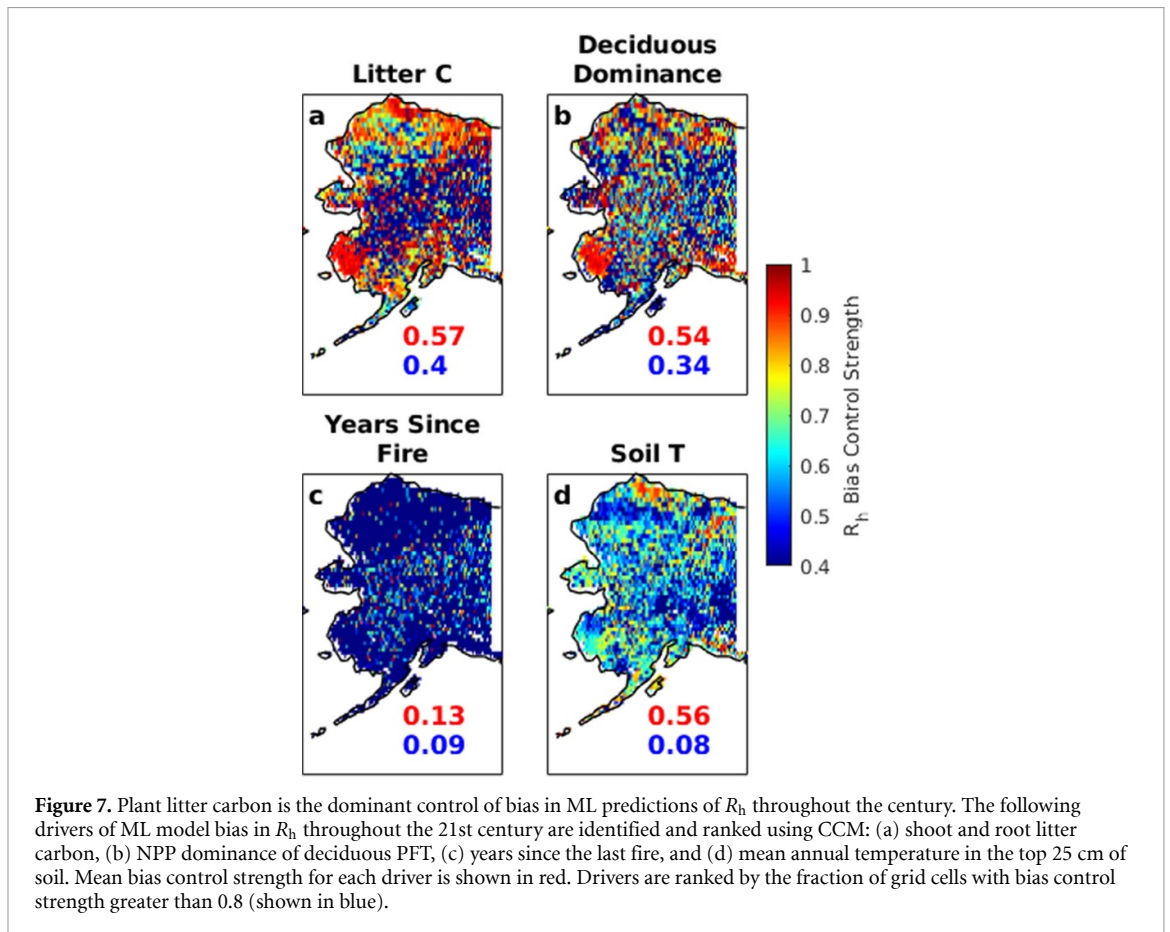 Litter C
Deciduous
Dominance
a
b
0.57
0.4
0.54
0.34
Years Since
Fire
Soil T
c
d
0.13
0.09
0.56
0.08
1
0.9
0.8
0.7
0.6
0.5
0.4
Rh Bias Control Strength
Figure 7. Plant litter carbon is the dominant control of bias in ML predictions of Rh throughout the century. The following
drivers of ML model bias in Rh throughout the 21st century are identified and ranked using CCM: (a) shoot and root litter
carbon, (b) NPP dominance of deciduous PFT, (c) years since the last fire, and (d) mean annual temperature in the top 25 cm of
soil. Mean bias control strength for each driver is shown in red. Drivers are ranked by the fraction of grid cells with bias control
strength greater than 0.8 (shown in blue).